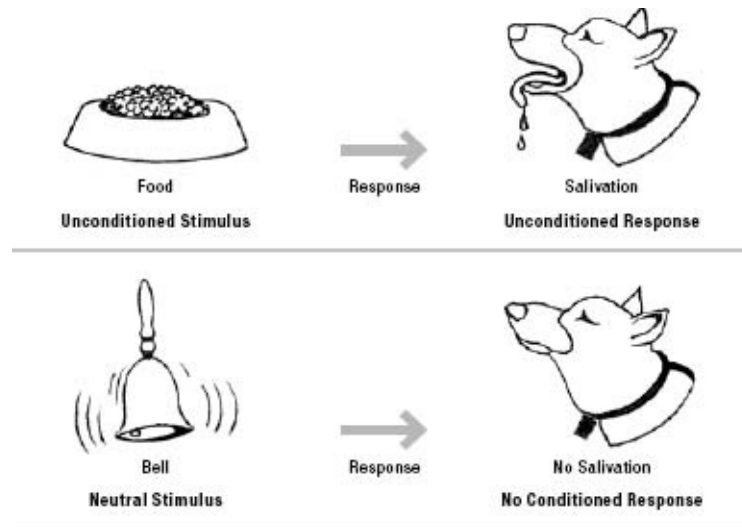 Food
Response
Salivation
Unconditioned Stimulus
Unconditioned Response
Bell
Response
No Salivation
Neutral Stimulus
No Conditioned Response